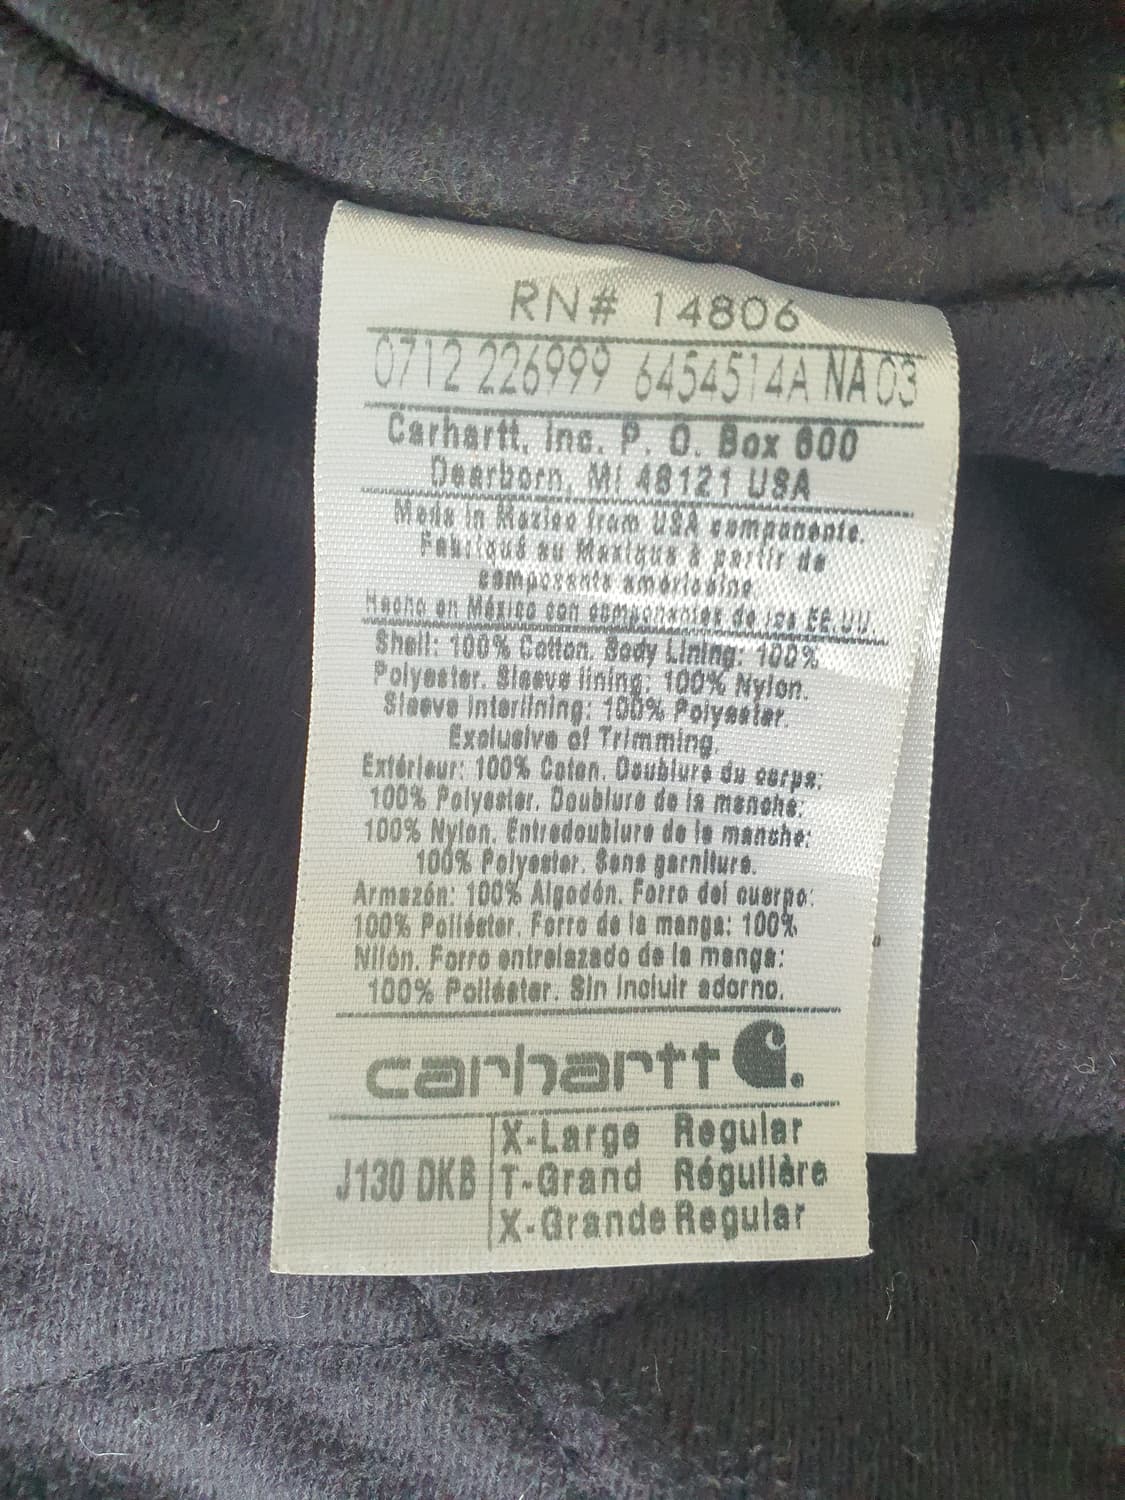 RN# 14806
0712 226999 6454514A NA 03
Carhartt, Inc. P. O. Box 600
Dearborn, MI 48121 USA
Made in Mexico from USA components.
Fabriqué au Mexique à partir de
composants américains
Hecho en México con componentes de los EE.UU.
Shell: 100% Cotton. Body Lining: 100%
Polyester. Sleeve lining: 100% Nylon.
Sleeve Interlining: 100% Polyester.
Exclusive of Trimming.
Extérieur: 100% Coton. Doublure du corps:
100% Polyester. Doublure de la manche:
100% Nylon. Entredoublure de la manche:
100% Polyester. Sans garniture.
Armazón: 100% Algodón. Forro del cuerpo:
100% Poliéster. Forro de la manga: 100%
Nilón. Forro entrelazado de la manga:
100% Poliéster. Sin incluir adorno.
carhartt
X-Large Regular
J130 DKB T-Grand Régulière
X-Grande Regular